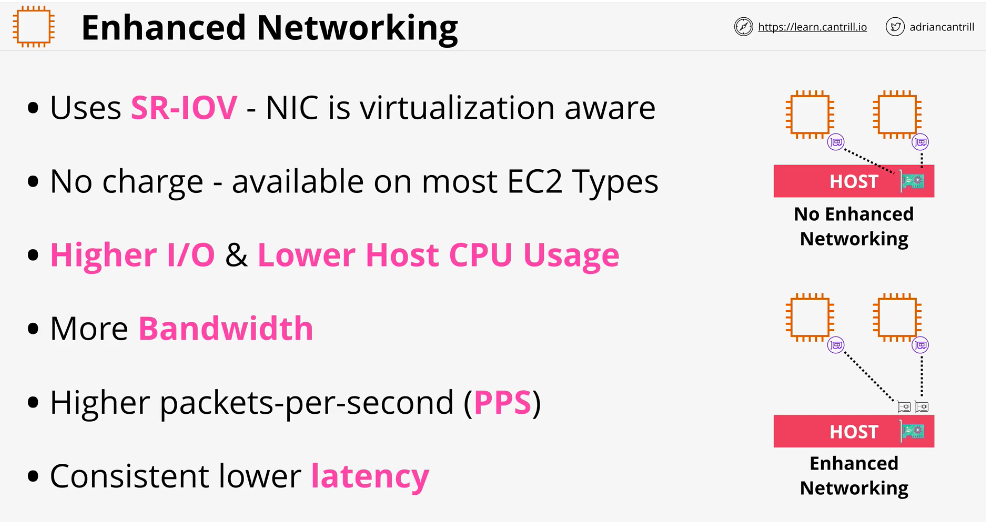 Enhanced Networking
https://learn.cantrill.io
adriancantrill
• Uses SR-IOV - NIC is virtualization aware
• No charge - available on most EC2 Types
• Higher I/O & Lower Host CPU Usage
• More Bandwidth
• Higher packets-per-second (PPS)
• Consistent lower latency
HOST
No Enhanced
Networking
HOST
Enhanced
Networking